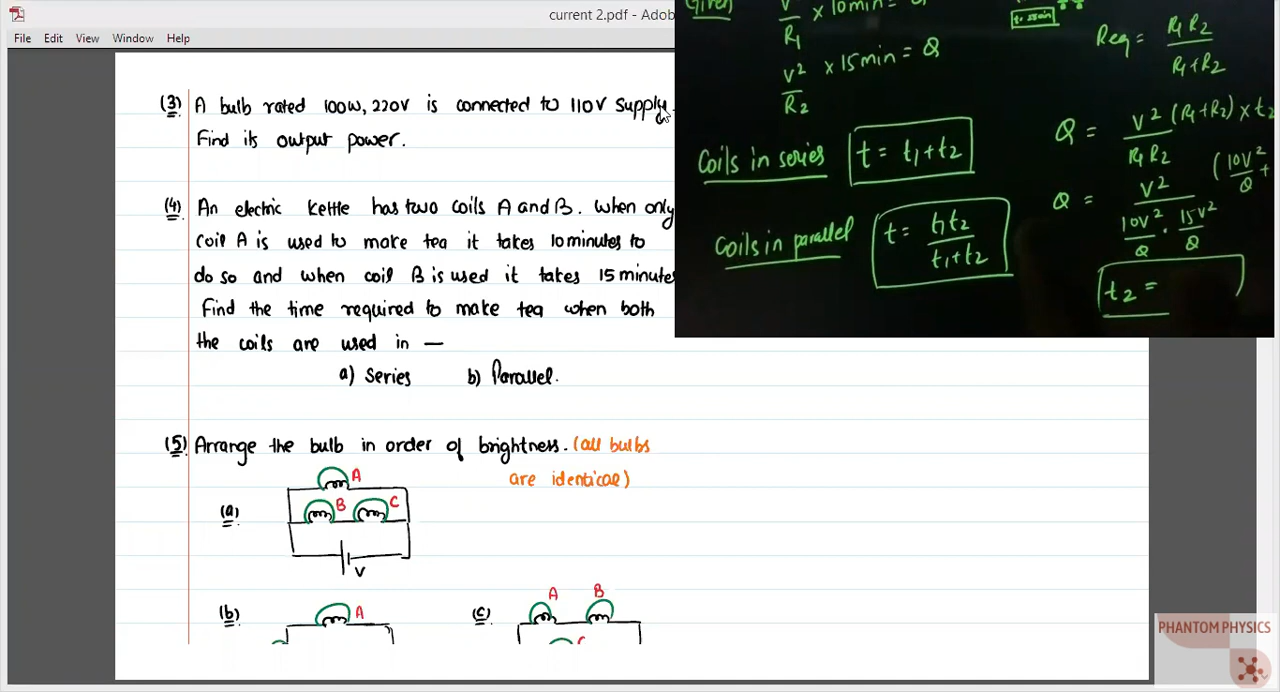 current 2.pdf - Adob
File Edit View Window Help
(3) A bulb rated 100W, 220V is connected to 110V supply.
Find its output power.
(4) An electric Kettle has two coils A and B. When only
coil A is used to make tea it takes 10 minutes to
do so and when coil B is used it takes 15 minutes
Find the time required to make tea when both
the coils are used in —
a) Series b) Parallel.
(5) Arrange the bulb in order of brightness. (all bulbs
are identical)
(a)
A
B C
V
(b) A
(c) A B
C
Given
V/R1 x 10min =
V²/R2 x 15min = Q
Coils in series t = t1+t2
Coils in parallel t = t1t2/t1+t2
Req = R1R2/R1+R2
Q = V²/R1R2 (R1+R2) x t2
Q = V²/10V²/Q . 15V²/Q (10V²/Q +
t2 =
PHANTOM PHYSICS